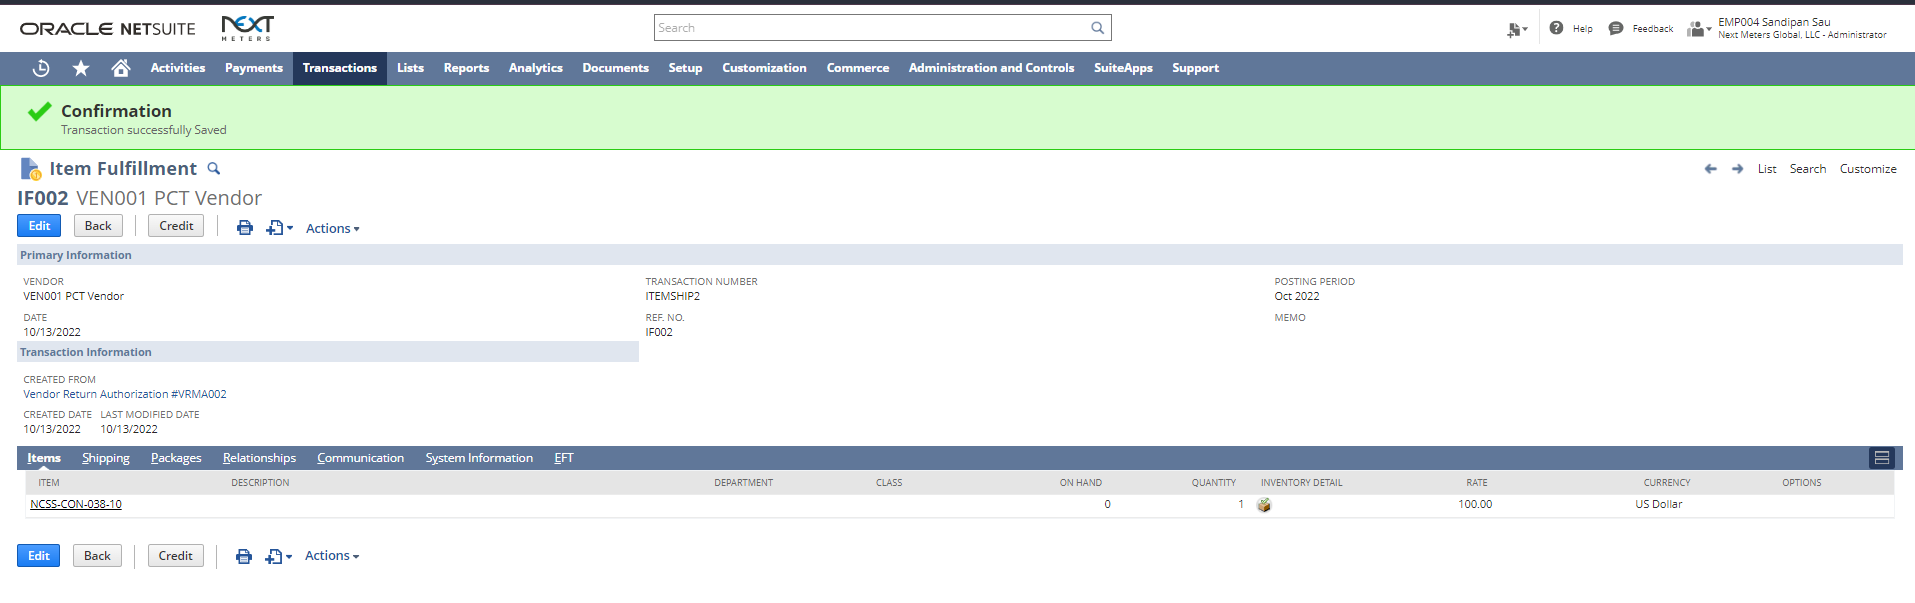 ORACLE NETSUITE
NEXT
METERS
Search
Help
Feedback
EMP004 Sandipan Sau
Next Meters Global, LLC - Administrator
Activities
Payments
Transactions
Lists
Reports
Analytics
Documents
Setup
Customization
Commerce
Administration and Controls
SuiteApps
Support
Confirmation
Transaction successfully Saved
Item Fulfillment
List
Search
Customize
IF002 VEN001 PCT Vendor
Edit
Back
Credit
Actions
Primary Information
VENDOR
VEN001 PCT Vendor
DATE
10/13/2022
TRANSACTION NUMBER
ITEMSHIP2
REF. NO.
IF002
POSTING PERIOD
Oct 2022
MEMO
Transaction Information
CREATED FROM
Vendor Return Authorization #VRMA002
CREATED DATE LAST MODIFIED DATE
10/13/2022 10/13/2022
Items Shipping Packages Relationships Communication System Information EFT
ITEM DESCRIPTION DEPARTMENT CLASS ON HAND QUANTITY INVENTORY DETAIL RATE CURRENCY OPTIONS
NCSS-CON-038-10 0 1 100.00 US Dollar
Edit
Back
Credit
Actions